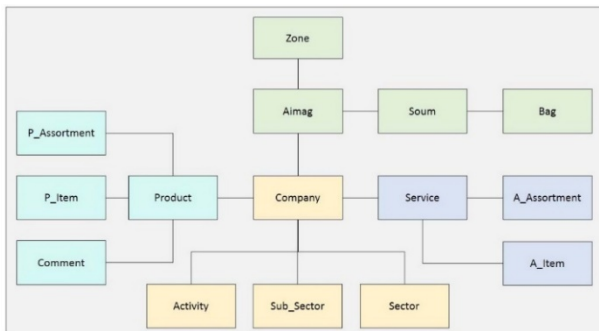 Zone
Aimag
Soum
Bag
P_Assortment
P_Item
Product
Company
Service
A_Assortment
Comment
A_Item
Activity
Sub_Sector
Sector